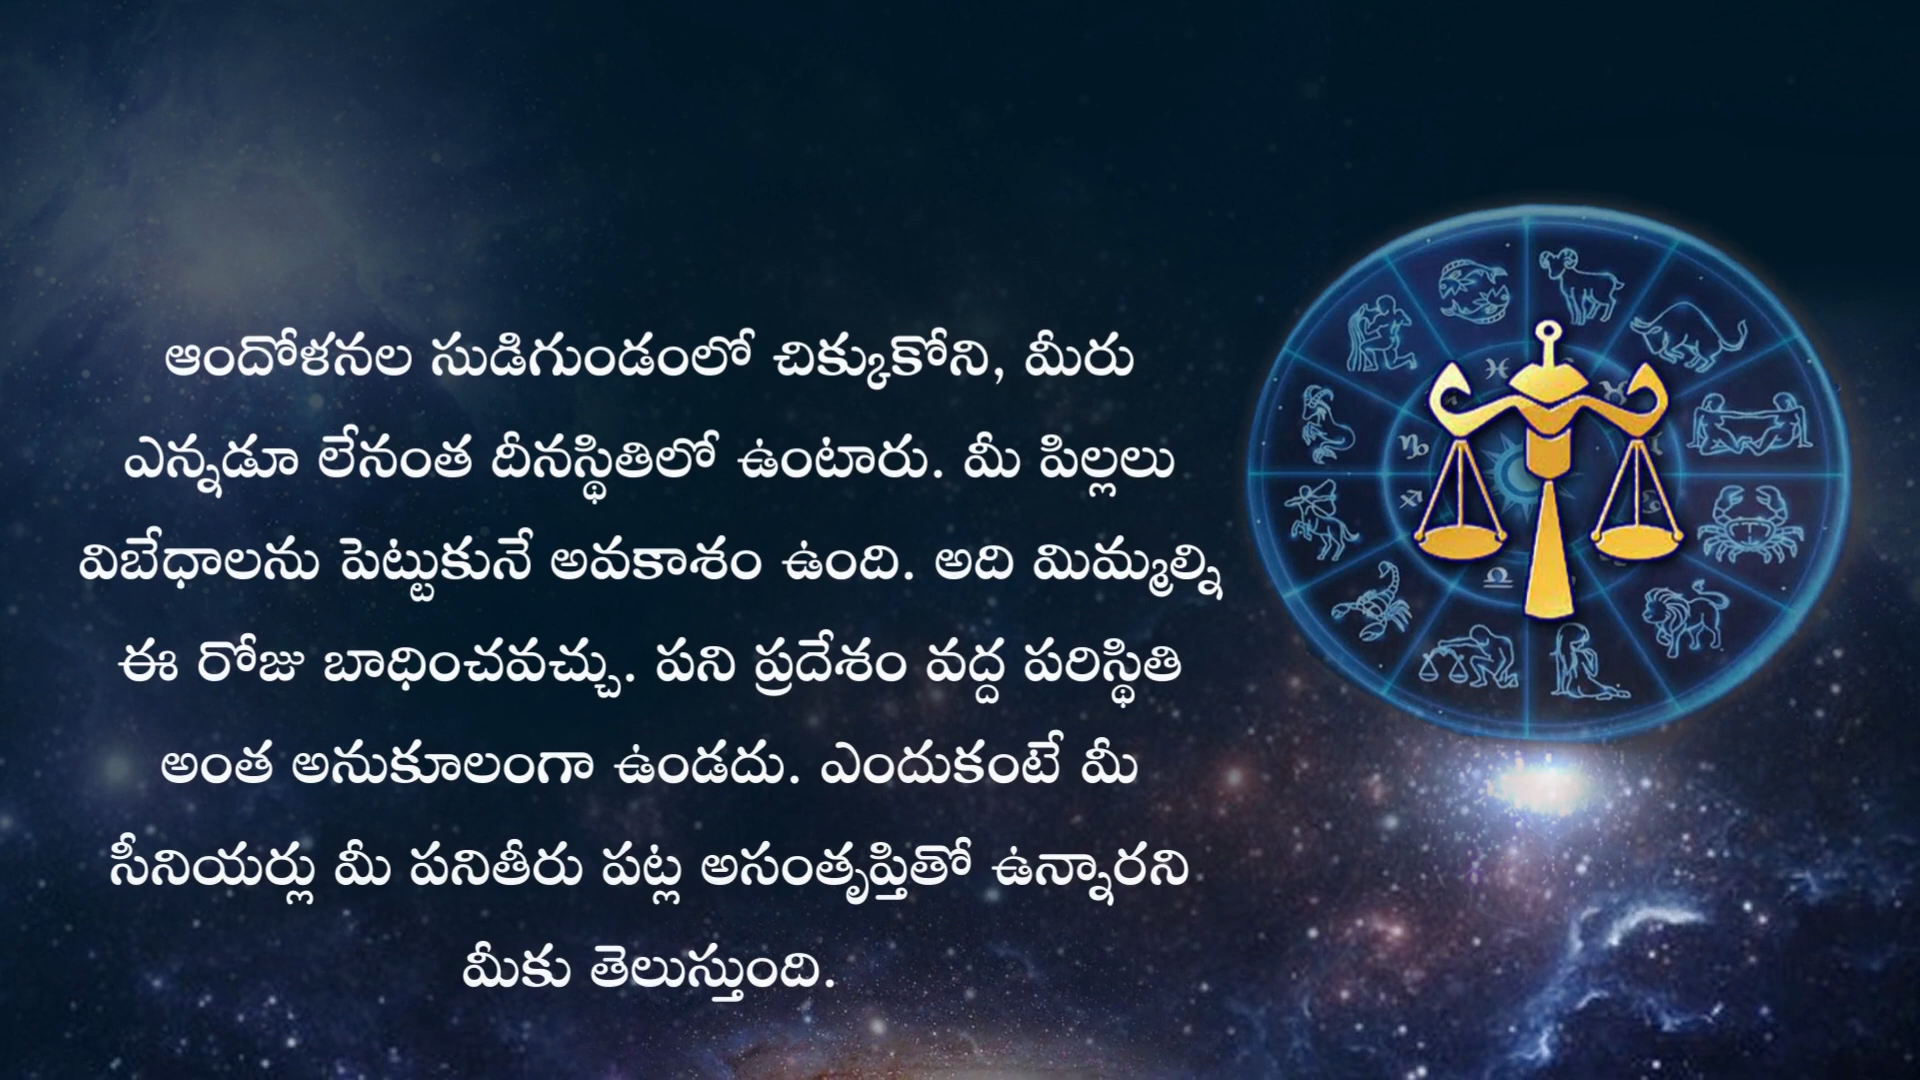 ఆందోళనల సుడిగుండంలో చిక్కుకోని, మీరు
ఎన్నడూ లేనంత దీనస్థితిలో ఉంటారు. మీ పిల్లలు
విబేధాలను పెట్టుకునే అవకాశం ఉంది. అది మిమ్మల్ని
ఈ రోజు బాధించవచ్చు. పని ప్రదేశం వద్ద పరిస్థితి
అంత అనుకూలంగా ఉండదు. ఎందుకంటే మీ
సీనియర్లు మీ పనితీరు పట్ల అసంతృప్తితో ఉన్నారని
మీకు తెలుస్తుంది.